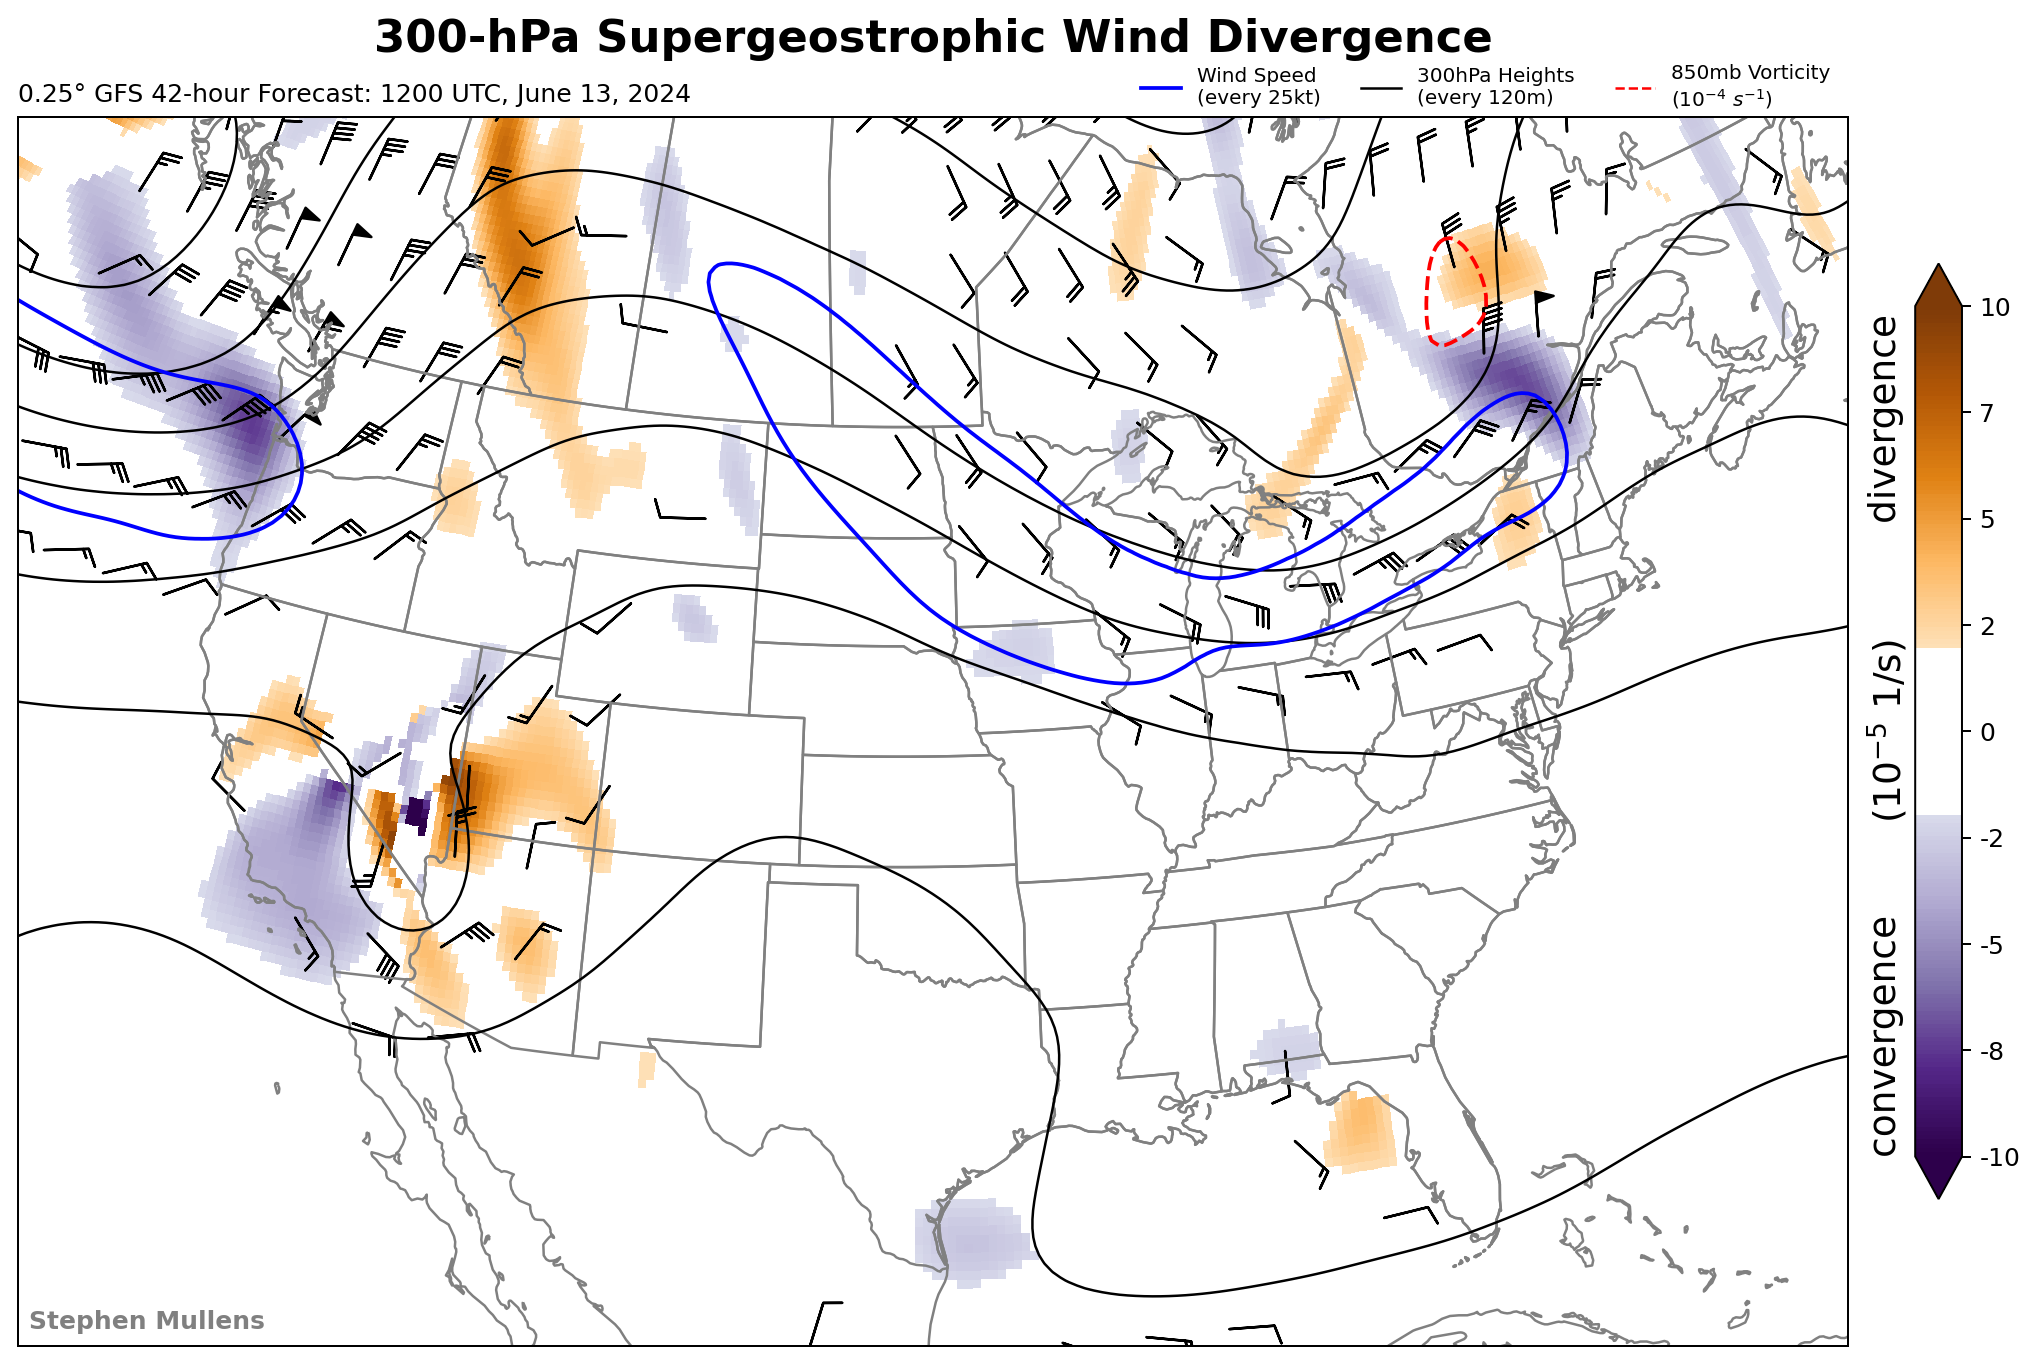 300-hPa Supergeostrophic Wind Divergence
0.25° GFS 42-hour Forecast: 1200 UTC, June 13, 2024
Wind Speed
(every 25kt)
300hPa Heights
(every 120m)
850mb Vorticity
(10⁻⁴ s⁻¹)
10
7
5
2
0
-2
-5
-8
-10
convergence (10⁻⁵ 1/s) divergence
Stephen Mullens